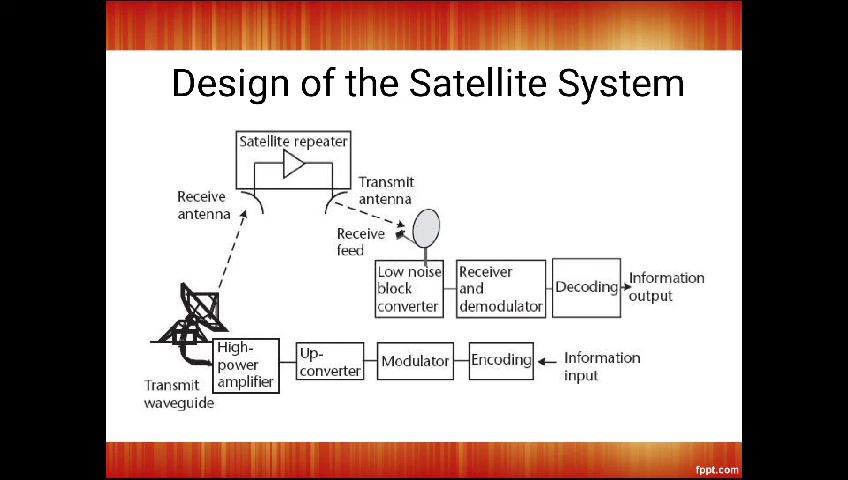 Design of the Satellite System
Satellite repeater
Receive
antenna
Transmit
antenna
Receive
feed
Low noise
block
converter
Receiver
and
demodulator
Decoding
Information
output
High-
power
amplifier
Up-
converter
Modulator
Encoding
Information
input
Transmit
waveguide
fppt.com